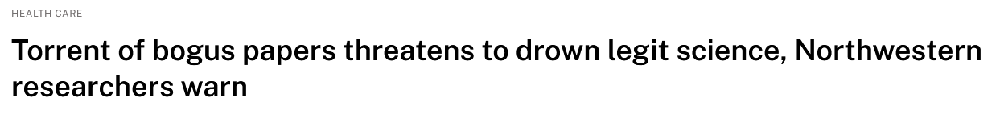 HEALTH CARE
Torrent of bogus papers threatens to drown legit science, Northwestern
researchers warn